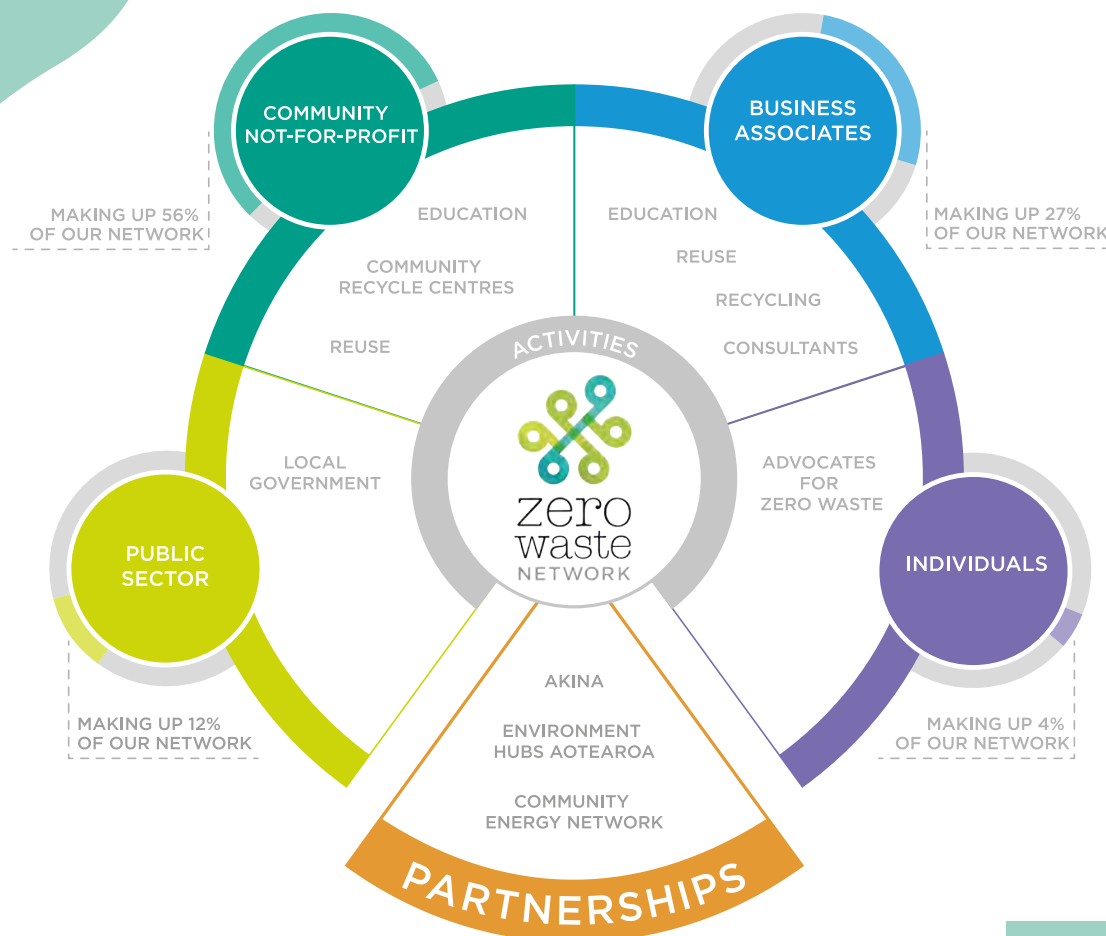 COMMUNITY
NOT-FOR-PROFIT
MAKING UP 56%
OF OUR NETWORK
EDUCATION
COMMUNITY
RECYCLE CENTRES
REUSE
BUSINESS
ASSOCIATES
MAKING UP 27%
OF OUR NETWORK
EDUCATION
REUSE
RECYCLING
CONSULTANTS
ACTIVITIES
zero
waste
NETWORK
PUBLIC
SECTOR
LOCAL
GOVERNMENT
MAKING UP 12%
OF OUR NETWORK
INDIVIDUALS
ADVOCATES
FOR
ZERO WASTE
MAKING UP 4%
OF OUR NETWORK
AKINA
ENVIRONMENT
HUBS AOTEAROA
COMMUNITY
ENERGY NETWORK
PARTNERSHIPS